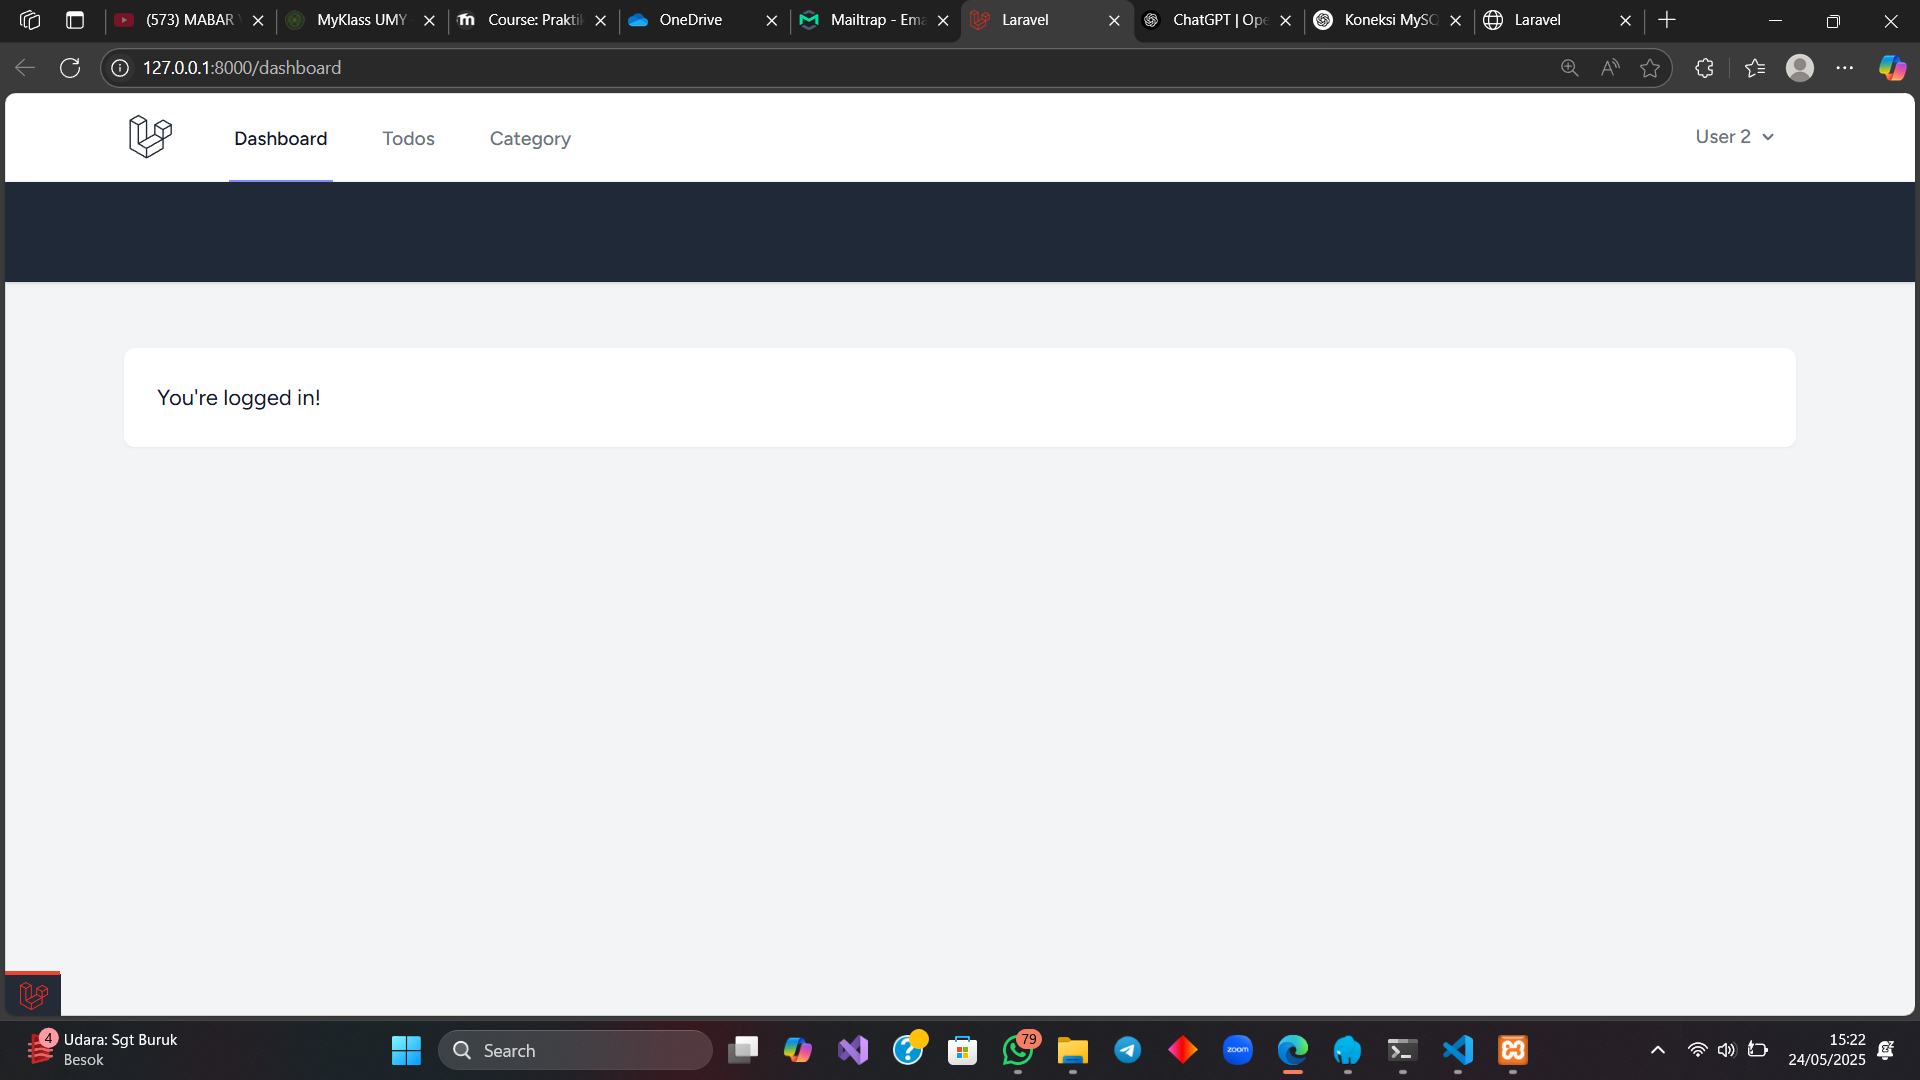 (573) MABAR
MyKlass UMY
Course: Prakti
OneDrive
Mailtrap - Ema
Laravel
ChatGPT | Ope
Koneksi MySQ
Laravel
127.0.0.1:8000/dashboard
Dashboard
Todos
Category
User 2
You're logged in!
4
Udara: Sgt Buruk
Besok
Search
79
zoom
15:22
24/05/2025